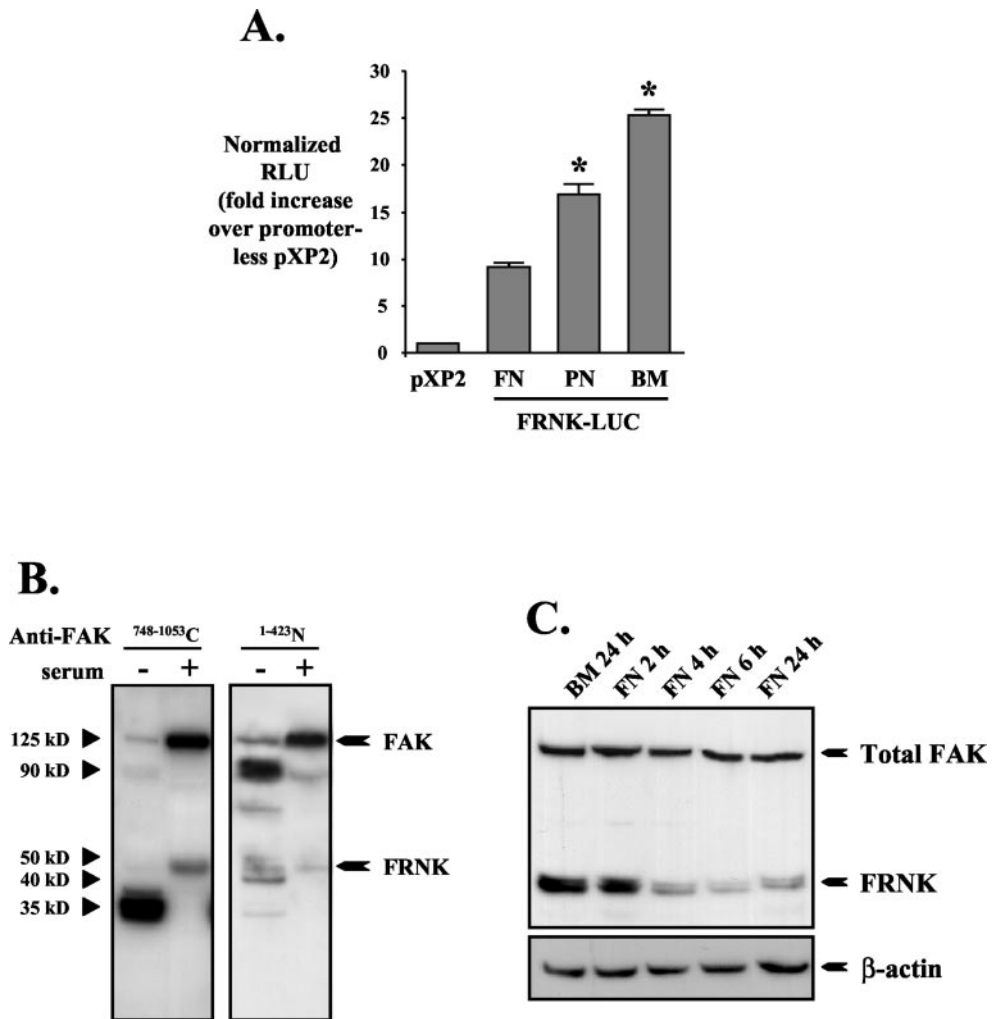 A.
Normalized
RLU
(fold increase
over promoter-
less pXP2)
30
25
20
15
10
5
0
*
*
pXP2 FN PN BM
FRNK-LUC
B.
Anti-FAK 748-1053C 1-423N
serum - + - +
125 kD
90 kD
50 kD
40 kD
35 kD
FAK
FRNK
C.
BM 24 h
FN 2 h
FN 4 h
FN 6 h
FN 24 h
Total FAK
FRNK
β-actin